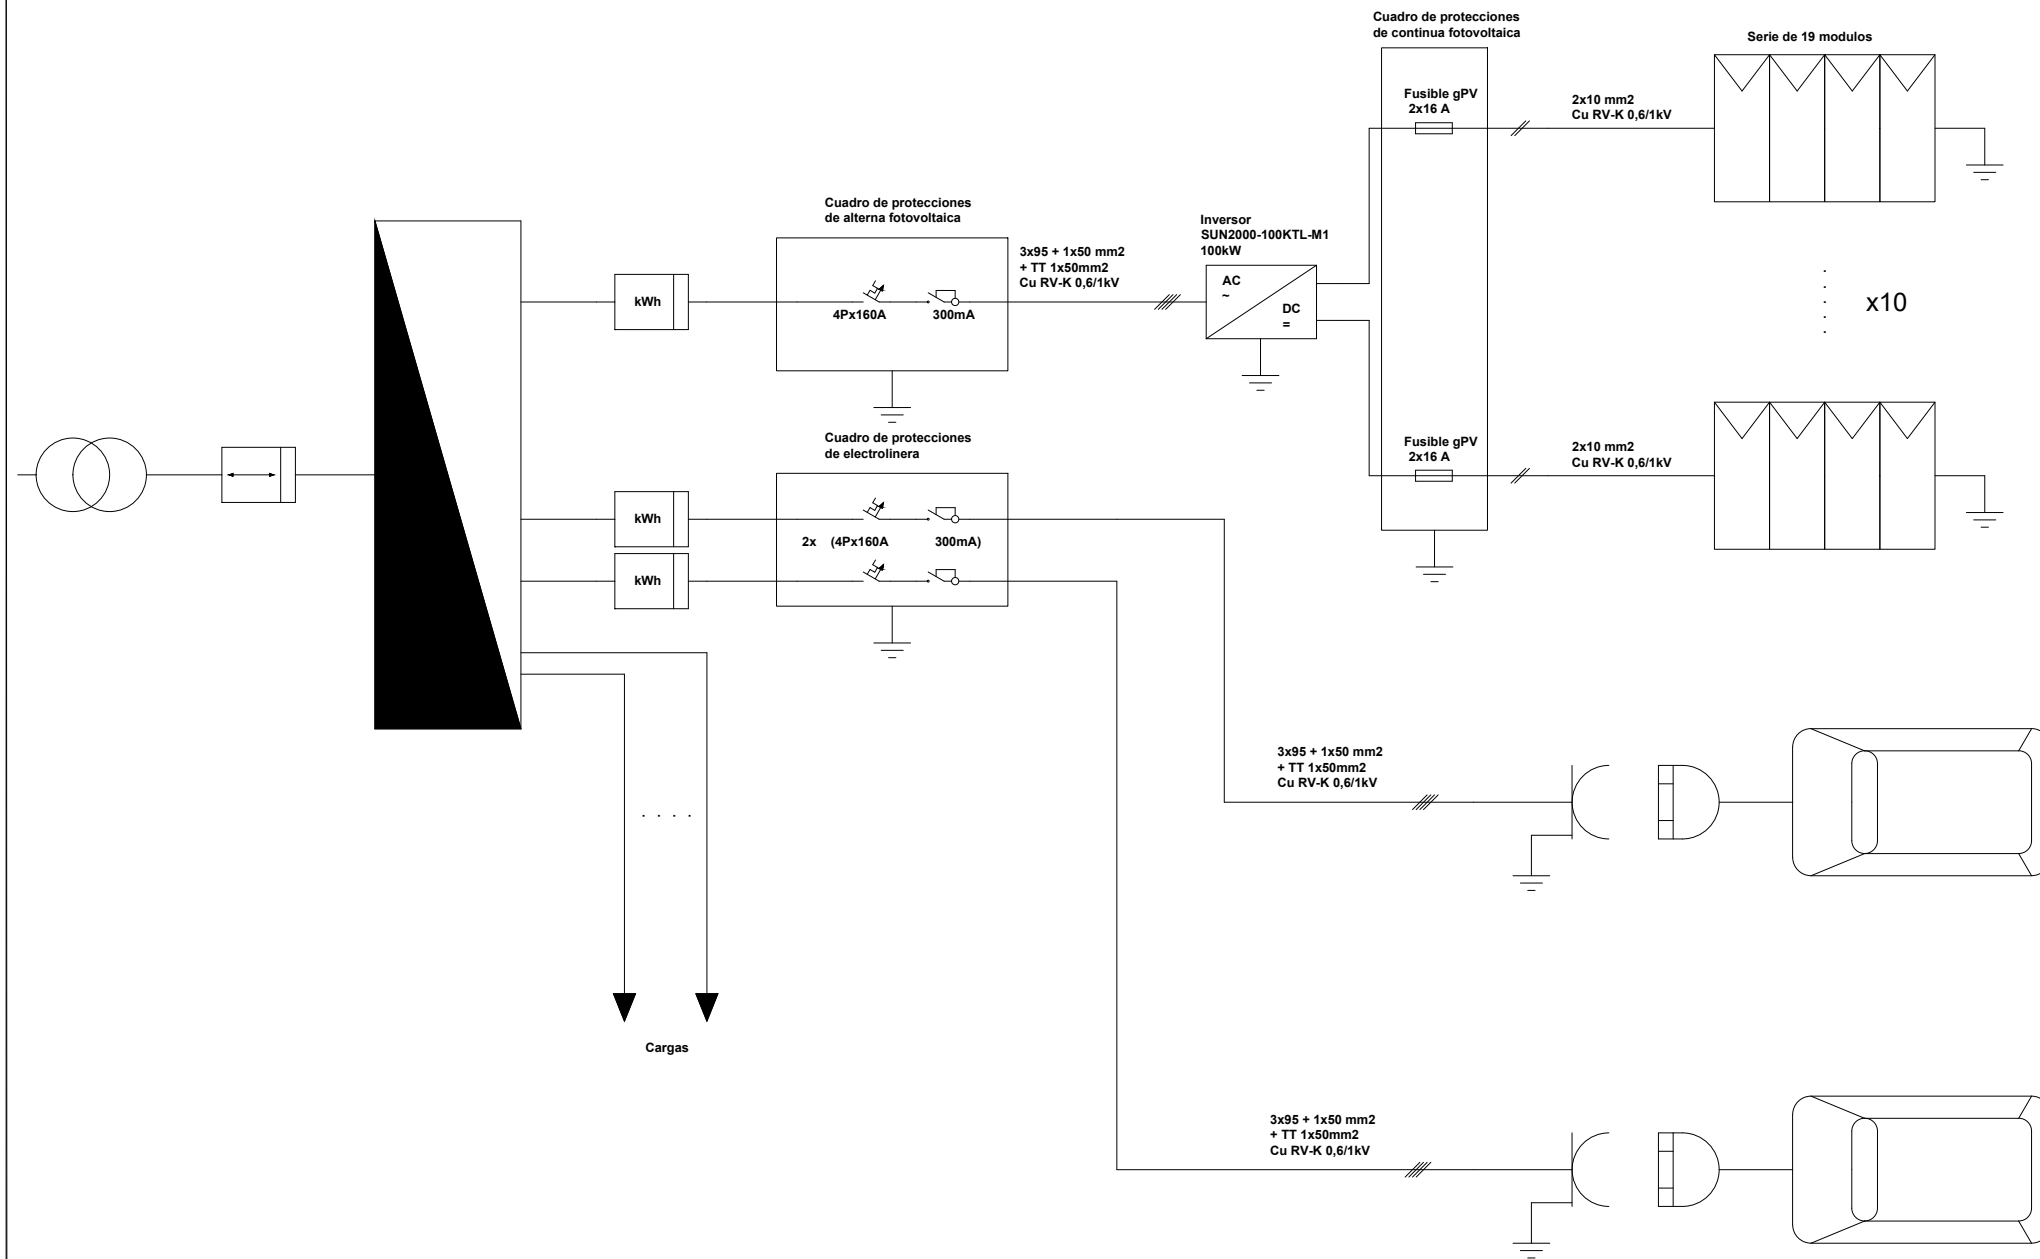 Cuadro de protecciones
de continua fotovoltaica
Serie de 19 modulos
Fusible gPV
2x16 A
2x10 mm2
Cu RV-K 0,6/1kV
Cuadro de protecciones
de alterna fotovoltaica
Inversor
SUN2000-100KTL-M1
100kW
3x95 + 1x50 mm2
+ TT 1x50mm2
Cu RV-K 0,6/1kV
kWh
4Px160A
300mA
AC
~
DC
=
x10
Cuadro de protecciones
de electrolinera
Fusible gPV
2x16 A
2x10 mm2
Cu RV-K 0,6/1kV
kWh
2x (4Px160A 300mA)
kWh
3x95 + 1x50 mm2
+ TT 1x50mm2
Cu RV-K 0,6/1kV
Cargas
3x95 + 1x50 mm2
+ TT 1x50mm2
Cu RV-K 0,6/1kV